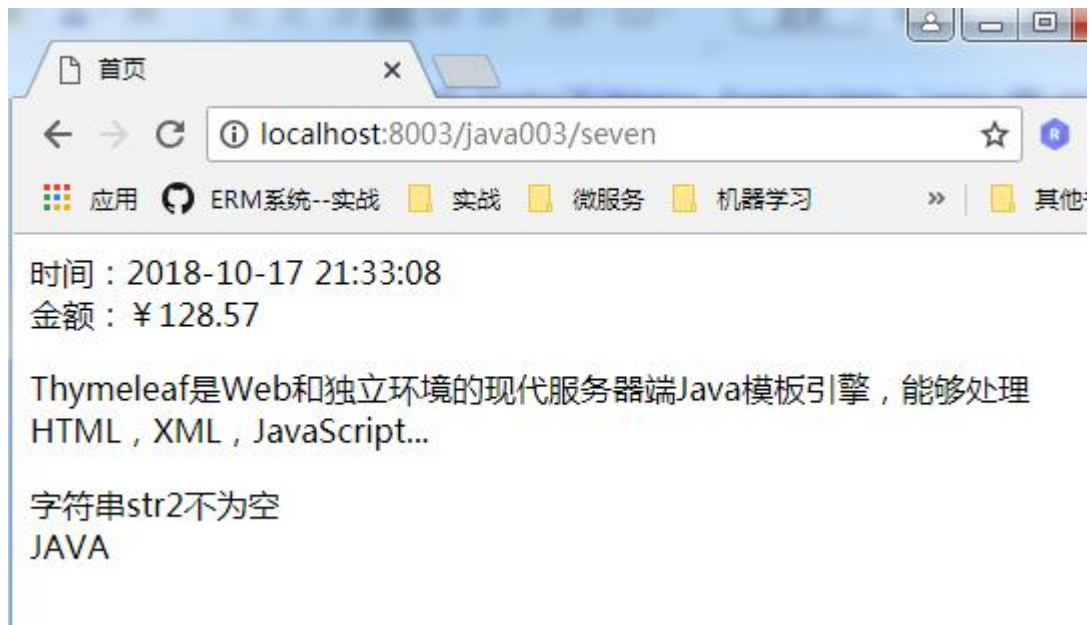 首页
localhost:8003/java003/seven
应用 ERM系统--实战 实战 微服务 机器学习 » 其他
时间：2018-10-17 21:33:08
金额：￥128.57
Thymeleaf是Web和独立环境的现代服务器端Java模板引擎，能够处理
HTML，XML，JavaScript...
字符串str2不为空
JAVA